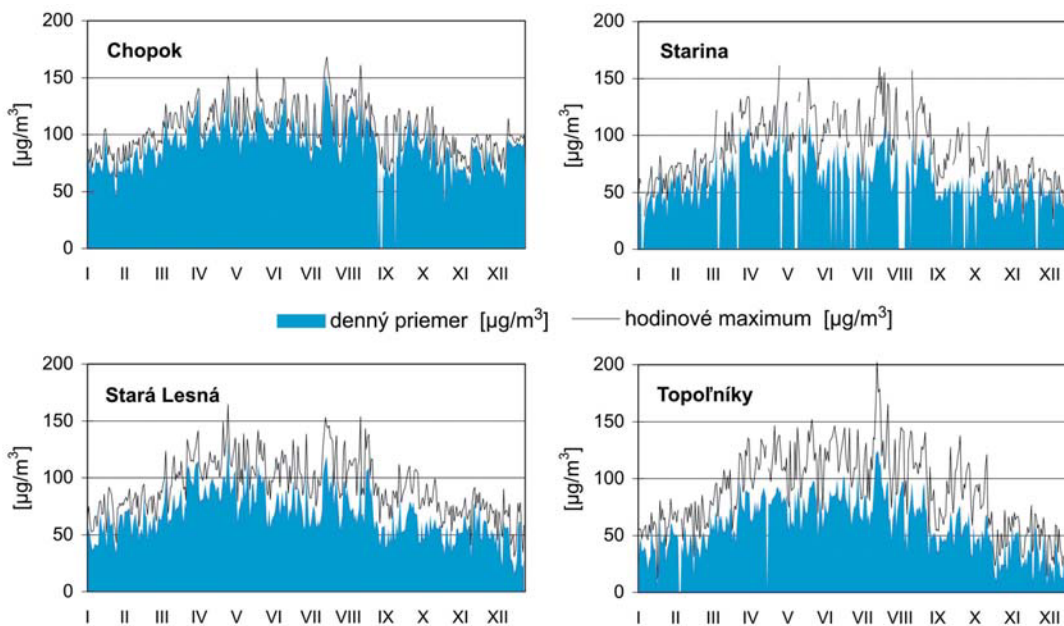 Chopok
200
150
100
50
0
[µg/m³]
I II III IV V VI VII VIII IX X XI XII
Starina
200
150
100
50
0
[µg/m³]
I II III IV V VI VII VIII IX X XI XII
denný priemer [µg/m³] hodinové maximum [µg/m³]
Stará Lesná
200
150
100
50
0
[µg/m³]
I II III IV V VI VII VIII IX X XI XII
Topoľníky
200
150
100
50
0
[µg/m³]
I II III IV V VI VII VIII IX X XI XII